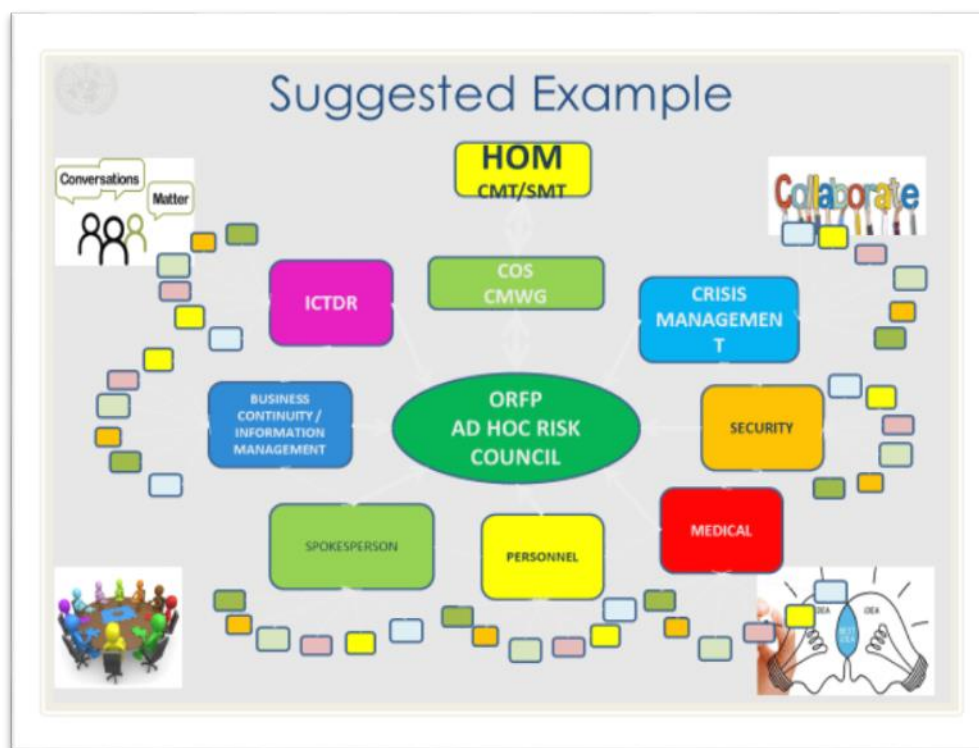 Suggested Example
HOM
CMT/SMT
Conversations
Matter
Collaborate
COS
CMWG
ICTDR
CRISIS
MANAGEMEN
T
BUSINESS
CONTINUITY /
INFORMATION
MANAGEMENT
ORFP
AD HOC RISK
COUNCIL
SECURITY
SPOKESPERSON
PERSONNEL
MEDICAL
IDEA
IDEA
BEST
IDEA